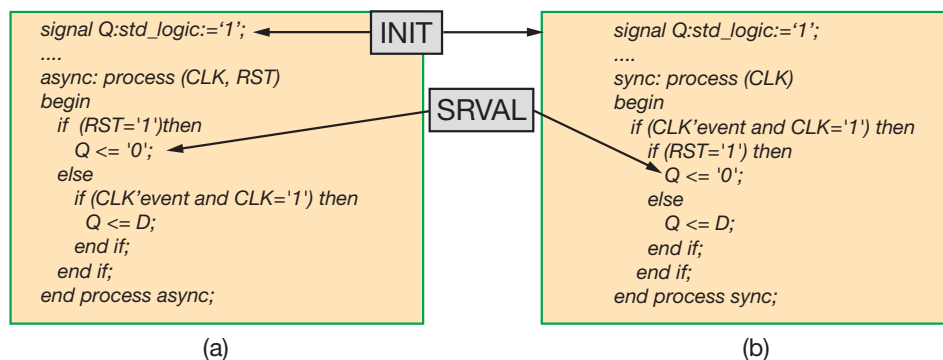 signal Q:std_logic:=‘1’;
....
async: process (CLK, RST)
begin
if (RST='1')then
Q <= '0';
else
if (CLK’event and CLK='1') then
Q <= D;
end if;
end if;
end process async;
(a)
INIT
SRVAL
signal Q:std_logic:=‘1’;
....
sync: process (CLK)
begin
if (CLK’event and CLK='1') then
if (RST='1') then
Q <= '0';
else
Q <= D;
end if;
end if;
end process sync;
(b)